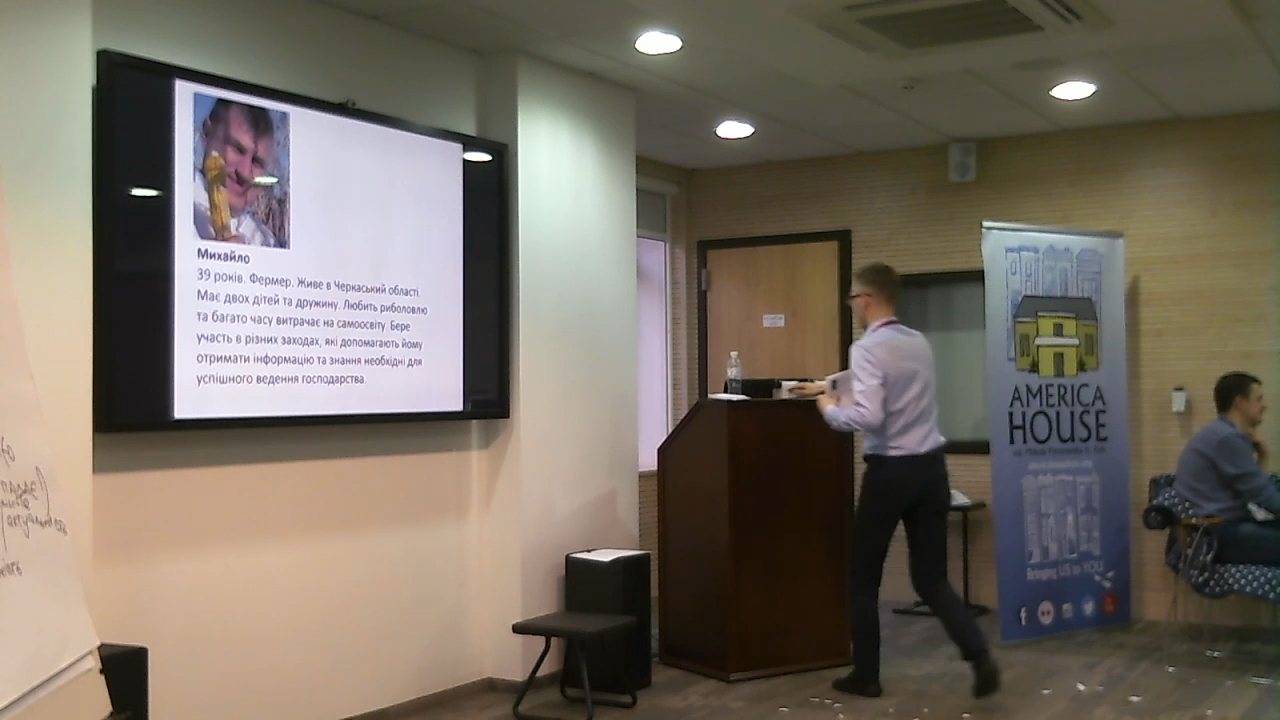 Михайло
39 років. Фермер. Живе в Черкаській області.
Має двох дітей та дружину. Любить риболовлю
та багато часу витрачає на самоосвіту. Бере
участь в різних заходах, які допомагають йому
отримати інформацію та знання необхідні для
успішного ведення господарства.
AMERICA
HOUSE
Bringing US to YOU